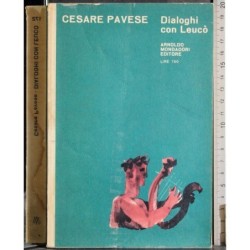 CESARE PAVESE
Dialoghi
con Leucò
ARNOLDO
MONDADORI
EDITORE
CESARE PAVESE
DIALOGHI CON LEUCÒ